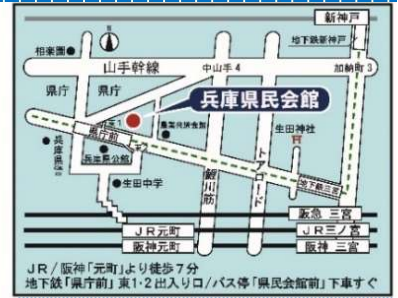 新神戸
地下鉄新神戸
相楽園
山手幹線
中山手4
加納町3
県庁
県庁
兵庫県民会館
生田神社
県庁前
兵庫県公館
生田中学
鯉川筋
トアロード
地下鉄三宮
阪急 三宮
JR元町
JR三ノ宮
阪神元町
阪神 三宮
JR/阪神「元町」より徒歩7分
地下鉄「県庁前」東1・2出入り口/バス停「県民会館前」下車すぐ